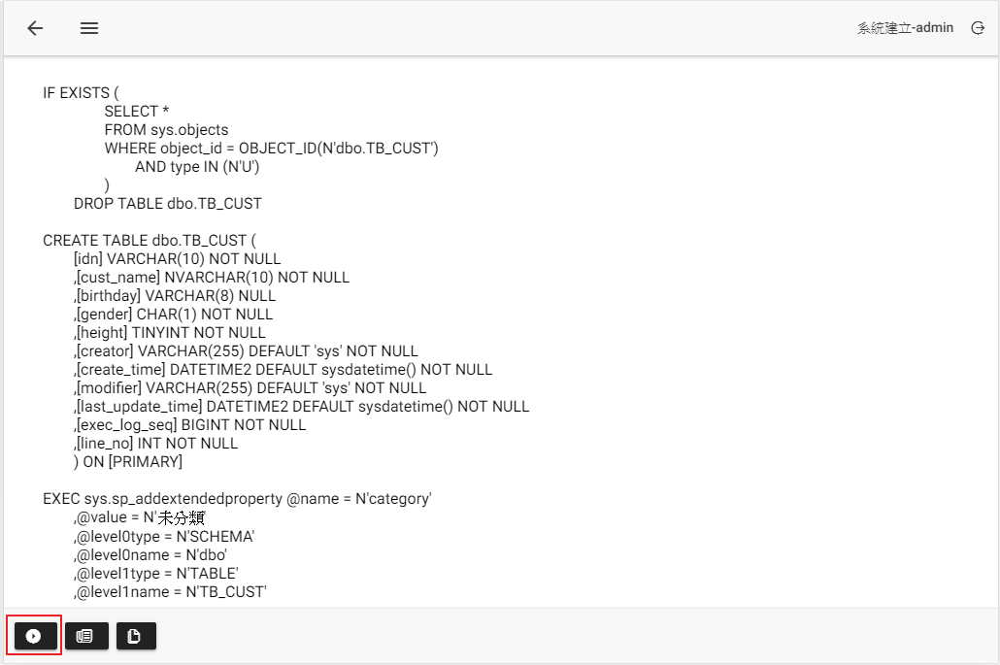 系統建立-admin
IF EXISTS (
SELECT *
FROM sys.objects
WHERE object_id = OBJECT_ID(N'dbo.TB_CUST')
AND type IN (N'U')
)
DROP TABLE dbo.TB_CUST
CREATE TABLE dbo.TB_CUST (
[idn] VARCHAR(10) NOT NULL
,[cust_name] NVARCHAR(10) NOT NULL
,[birthday] VARCHAR(8) NULL
,[gender] CHAR(1) NOT NULL
,[height] TINYINT NOT NULL
,[creator] VARCHAR(255) DEFAULT 'sys' NOT NULL
,[create_time] DATETIME2 DEFAULT sysdatetime() NOT NULL
,[modifier] VARCHAR(255) DEFAULT 'sys' NOT NULL
,[last_update_time] DATETIME2 DEFAULT sysdatetime() NOT NULL
,[exec_log_seq] BIGINT NOT NULL
,[line_no] INT NOT NULL
) ON [PRIMARY]
EXEC sys.sp_addextendedproperty @name = N'category'
,@value = N'未分類'
,@level0type = N'SCHEMA'
,@level0name = N'dbo'
,@level1type = N'TABLE'
,@level1name = N'TB_CUST'